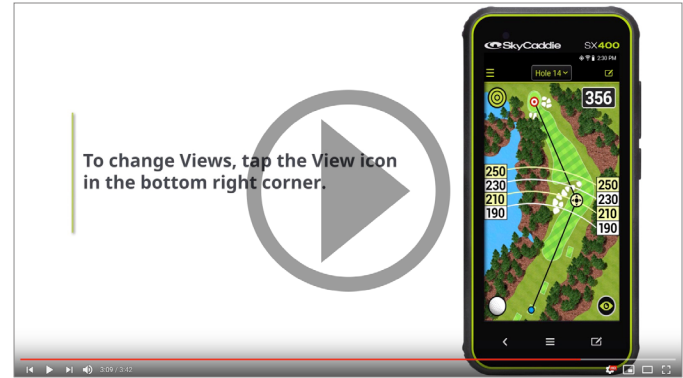 SkyCaddie SX400
2:30 PM
Hole 14
356
To change Views, tap the View icon
in the bottom right corner.
250
230
210
190
250
230
210
190
3:09 / 3:42